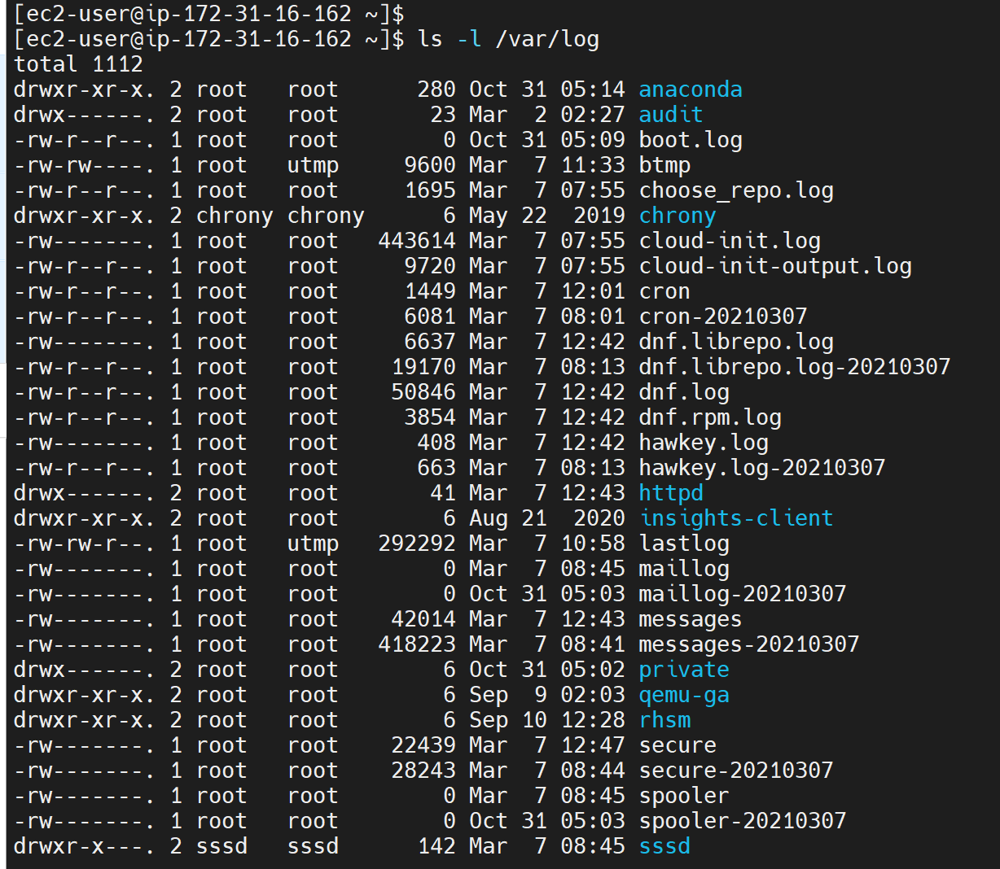 [ec2-user@ip-172-31-16-162 ~]$
[ec2-user@ip-172-31-16-162 ~]$ ls -l /var/log
total 1112
drwxr-xr-x. 2 root   root      280 Oct 31 05:14 anaconda
drwx------. 2 root   root       23 Mar  2 02:27 audit
-rw-r--r--. 1 root   root        0 Oct 31 05:09 boot.log
-rw-rw----. 1 root   utmp     9600 Mar  7 11:33 btmp
-rw-r--r--. 1 root   root     1695 Mar  7 07:55 choose_repo.log
drwxr-xr-x. 2 chrony chrony      6 May 22  2019 chrony
-rw-------. 1 root   root   443614 Mar  7 07:55 cloud-init.log
-rw-r--r--. 1 root   root     9720 Mar  7 07:55 cloud-init-output.log
-rw-r--r--. 1 root   root     1449 Mar  7 12:01 cron
-rw-r--r--. 1 root   root     6081 Mar  7 08:01 cron-20210307
-rw-------. 1 root   root     6637 Mar  7 12:42 dnf.librepo.log
-rw-r--r--. 1 root   root    19170 Mar  7 08:13 dnf.librepo.log-20210307
-rw-r--r--. 1 root   root    50846 Mar  7 12:42 dnf.log
-rw-r--r--. 1 root   root     3854 Mar  7 12:42 dnf.rpm.log
-rw-------. 1 root   root      408 Mar  7 12:42 hawkey.log
-rw-r--r--. 1 root   root      663 Mar  7 08:13 hawkey.log-20210307
drwx------. 2 root   root       41 Mar  7 12:43 httpd
drwxr-xr-x. 2 root   root        6 Aug 21  2020 insights-client
-rw-rw-r--. 1 root   utmp   292292 Mar  7 10:58 lastlog
-rw-------. 1 root   root        0 Mar  7 08:45 maillog
-rw-------. 1 root   root        0 Oct 31 05:03 maillog-20210307
-rw-------. 1 root   root    42014 Mar  7 12:43 messages
-rw-------. 1 root   root   418223 Mar  7 08:41 messages-20210307
drwx------. 2 root   root        6 Oct 31 05:02 private
drwxr-xr-x. 2 root   root        6 Sep  9 02:03 qemu-ga
drwxr-xr-x. 2 root   root        6 Sep 10 12:28 rhsm
-rw-------. 1 root   root    22439 Mar  7 12:47 secure
-rw-------. 1 root   root    28243 Mar  7 08:44 secure-20210307
-rw-------. 1 root   root        0 Mar  7 08:45 spooler
-rw-------. 1 root   root        0 Oct 31 05:03 spooler-20210307
drwxr-x---. 2 sssd   sssd      142 Mar  7 08:45 sssd